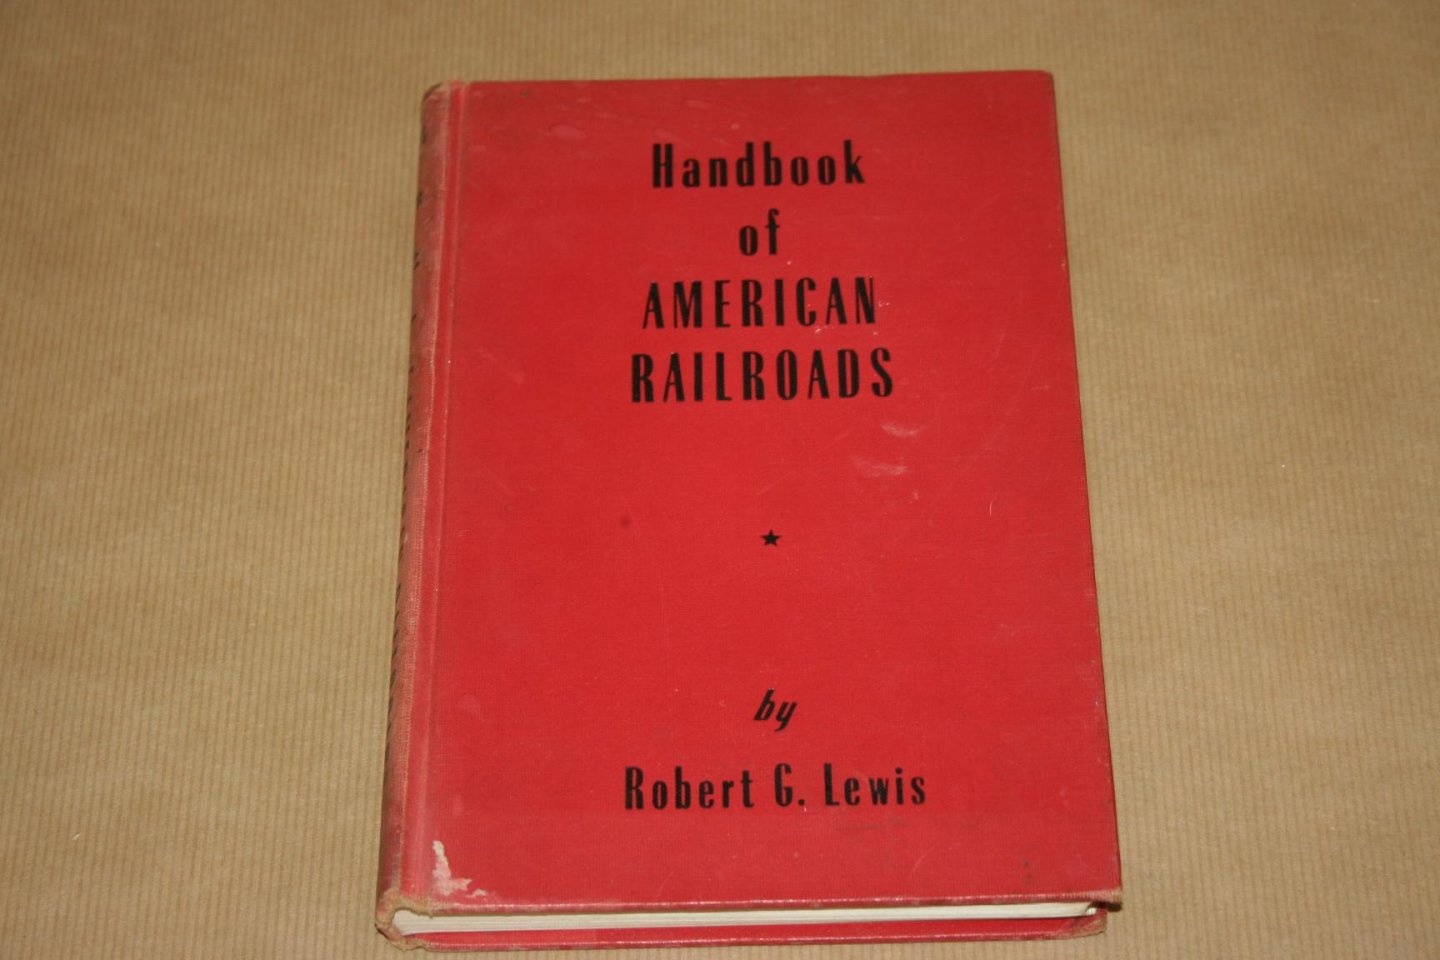 Handbook
of
AMERICAN
RAILROADS
by
Robert G. Lewis